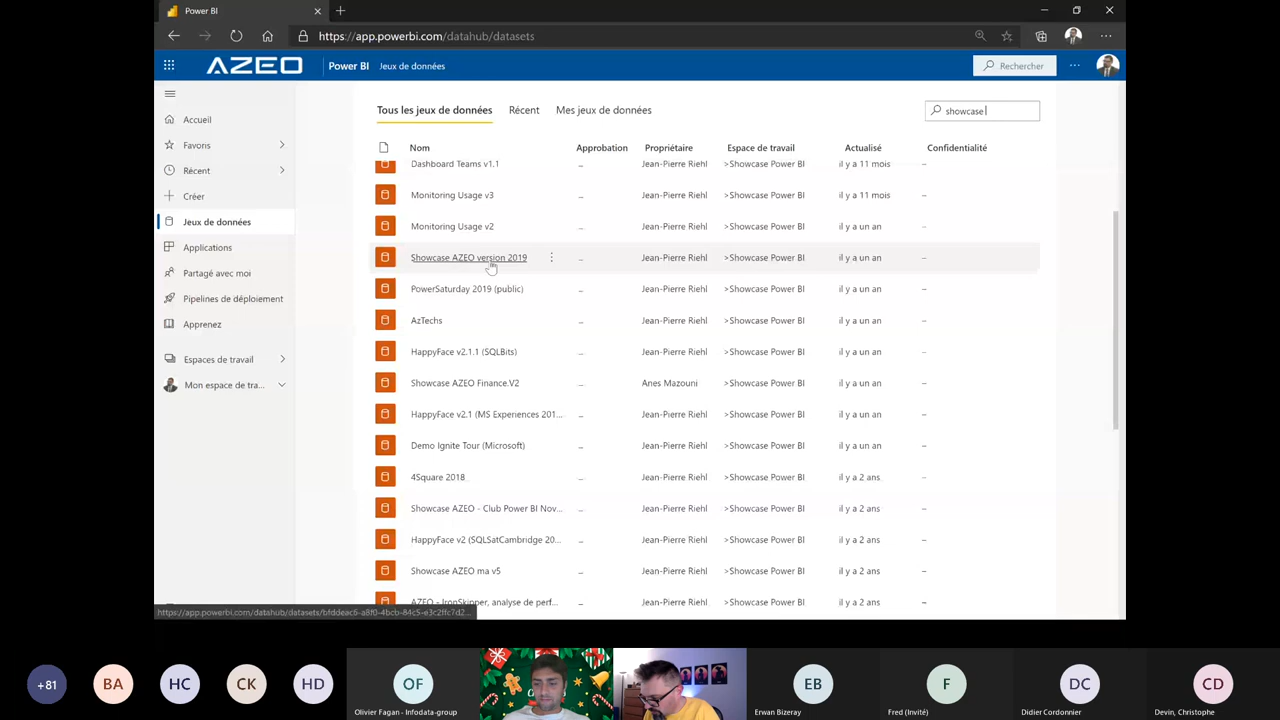 Power BI
https://app.powerbi.com/datahub/datasets
AZEO Power BI Jeux de données Rechercher
Accueil
Favoris
Récent
Créer
Jeux de données
Applications
Partagé avec moi
Pipelines de déploiement
Apprenez
Espaces de travail
Mon espace de tra...
Tous les jeux de données Récent Mes jeux de données showcase
Nom Approbation Propriétaire Espace de travail Actualisé Confidentialité
Dashboard Teams v1.1 – Jean-Pierre Riehl >Showcase Power BI il y a 11 mois –
Monitoring Usage v3 – Jean-Pierre Riehl >Showcase Power BI il y a 11 mois –
Monitoring Usage v2 – Jean-Pierre Riehl >Showcase Power BI il y a un an –
Showcase AZEO version 2019 – Jean-Pierre Riehl >Showcase Power BI il y a un an –
PowerSaturday 2019 (public) – Jean-Pierre Riehl >Showcase Power BI il y a un an –
AzTechs – Jean-Pierre Riehl >Showcase Power BI il y a un an –
HappyFace v2.1.1 (SQLBits) – Jean-Pierre Riehl >Showcase Power BI il y a un an –
Showcase AZEO Finance.V2 – Anes Mazouni >Showcase Power BI il y a un an –
HappyFace v2.1 (MS Experiences 201... – Jean-Pierre Riehl >Showcase Power BI il y a un an –
Demo Ignite Tour (Microsoft) – Jean-Pierre Riehl >Showcase Power BI il y a un an –
4Square 2018 – Jean-Pierre Riehl >Showcase Power BI il y a 2 ans –
Showcase AZEO - Club Power BI Nov... – Jean-Pierre Riehl >Showcase Power BI il y a 2 ans –
HappyFace v2 (SQLSatCambridge 20... – Jean-Pierre Riehl >Showcase Power BI il y a 2 ans –
Showcase AZEO ma v5 – Jean-Pierre Riehl >Showcase Power BI il y a 2 ans –
AZEO - IronSkipper, analyse de perf... – Jean-Pierre Riehl >Showcase Power BI il y a 2 ans –
+81 BA HC CK HD OF EB F DC CD
Olivier Fagan - Infodata-group Erwan Bizeray Fred (Invité) Didier Cordonnier Devin, Christophe